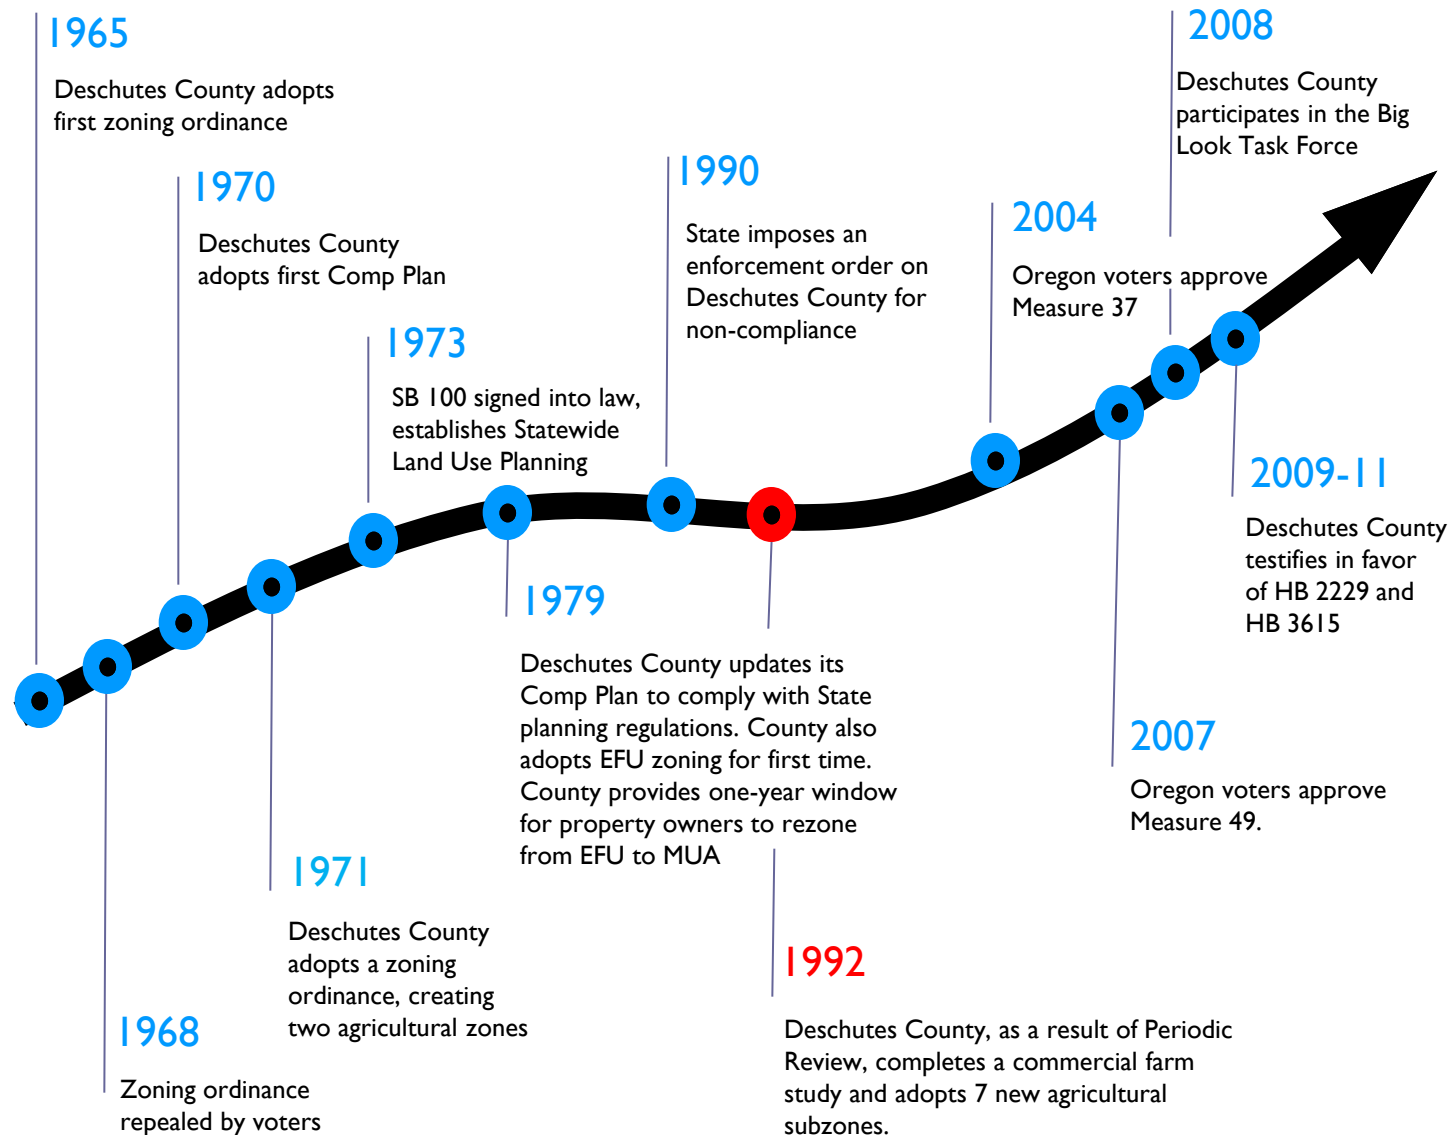 1965
Deschutes County adopts
first zoning ordinance
1968
Zoning ordinance
repealed by voters
1970
Deschutes County
adopts first Comp Plan
1971
Deschutes County
adopts a zoning
ordinance, creating
two agricultural zones
1973
SB 100 signed into law,
establishes Statewide
Land Use Planning
1979
Deschutes County updates its
Comp Plan to comply with State
planning regulations. County also
adopts EFU zoning for first time.
County provides one-year window
for property owners to rezone
from EFU to MUA
1990
State imposes an
enforcement order on
Deschutes County for
non-compliance
1992
Deschutes County, as a result of Periodic
Review, completes a commercial farm
study and adopts 7 new agricultural
subzones.
2004
Oregon voters approve
Measure 37
2007
Oregon voters approve
Measure 49.
2008
Deschutes County
participates in the Big
Look Task Force
2009-11
Deschutes County
testifies in favor
of HB 2229 and
HB 3615